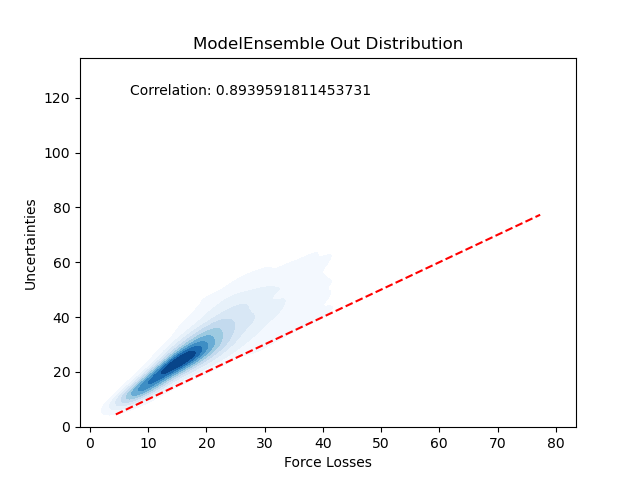 ModelEnsemble Out Distribution
Correlation: 0.8939591811453731
Uncertainties
120
100
80
60
40
20
0
0 10 20 30 40 50 60 70 80
Force Losses